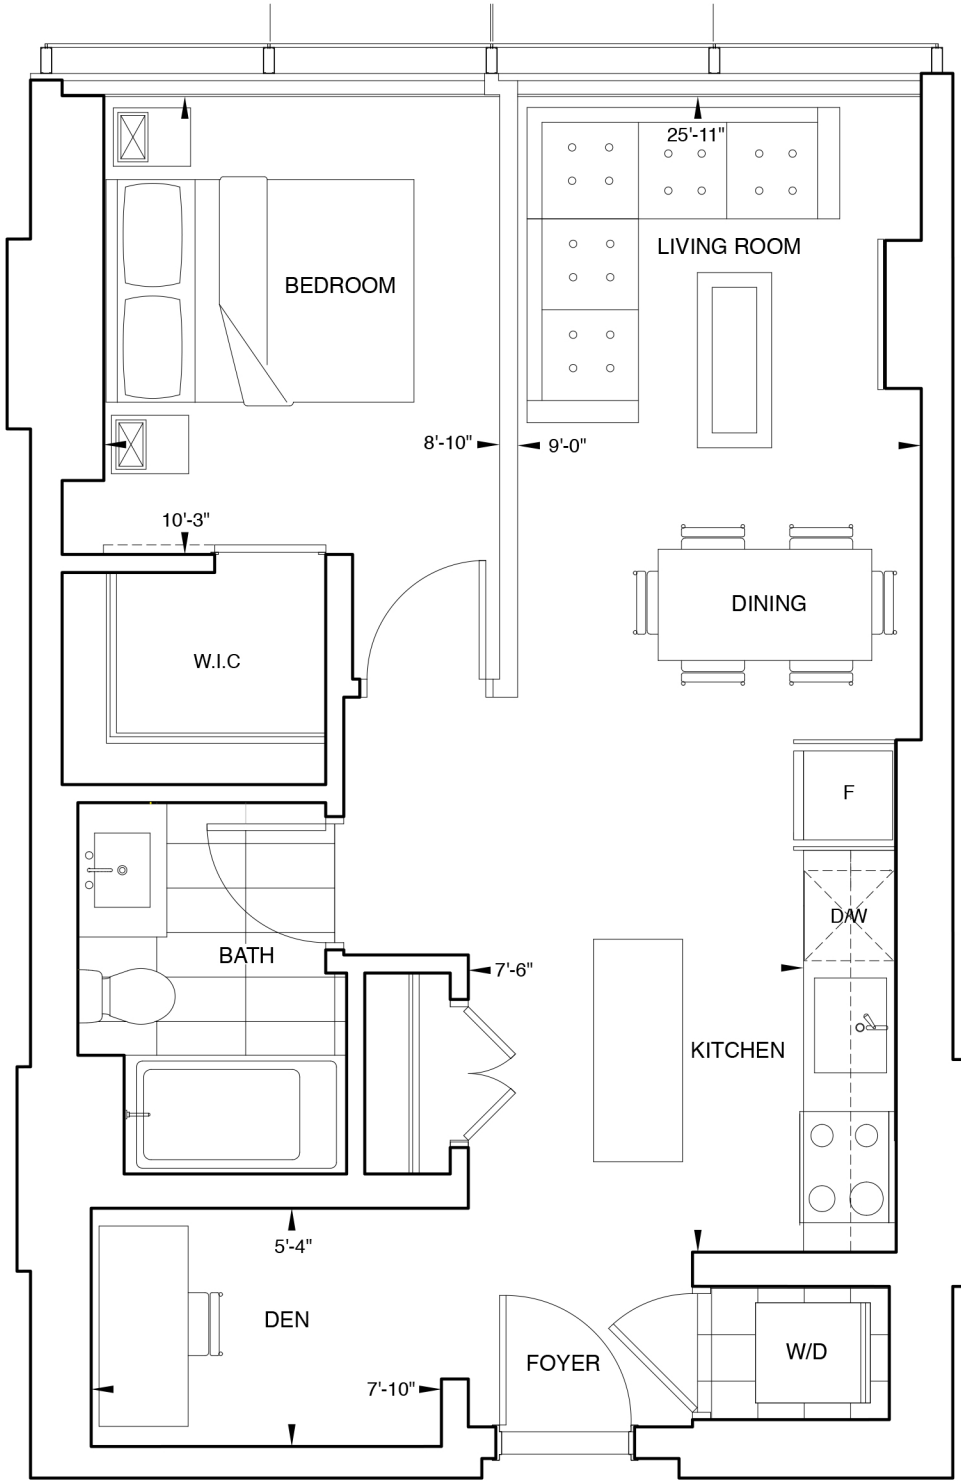 25'-11"
LIVING ROOM
BEDROOM
8'-10"
9'-0"
10'-3"
DINING
W.I.C
F
D/W
BATH
7'-6"
KITCHEN
5'-4"
DEN
FOYER
W/D
7'-10"